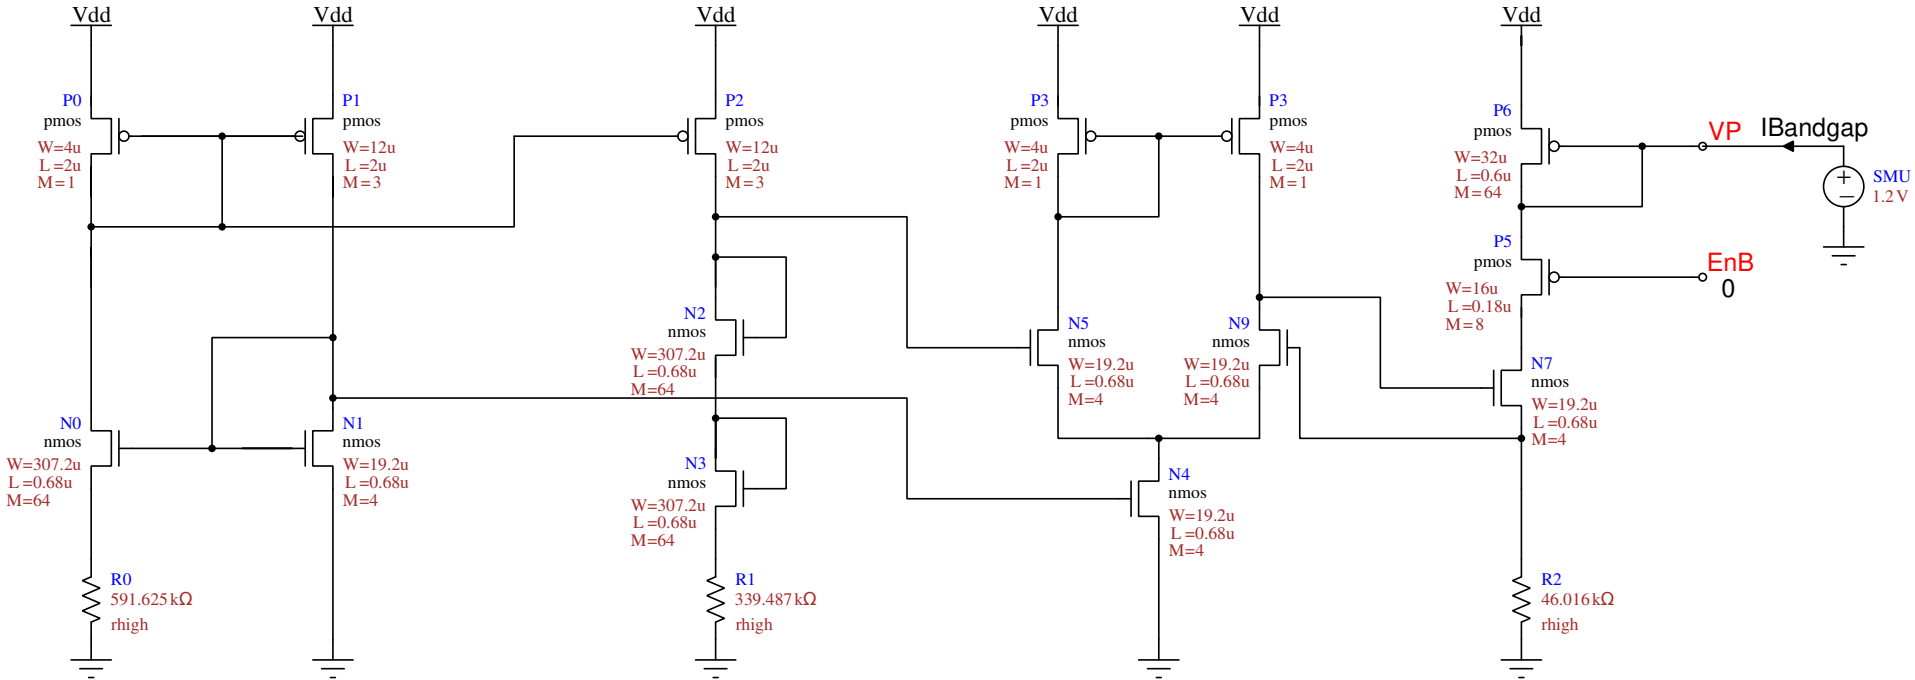 Vdd
Vdd
Vdd
Vdd
Vdd
Vdd
P0
pmos
W=4u
L=2u
M=1
P1
pmos
W=12u
L=2u
M=3
P2
pmos
W=12u
L=2u
M=3
P3
pmos
W=4u
L=2u
M=1
P3
pmos
W=4u
L=2u
M=1
P6
pmos
W=32u
L=0.6u
M=64
VP
IBandgap
SMU
1.2V
P5
pmos
W=16u
L=0.18u
M=8
EnB
0
N2
nmos
W=307.2u
L=0.68u
M=64
N5
nmos
W=19.2u
L=0.68u
M=4
N9
nmos
W=19.2u
L=0.68u
M=4
N7
nmos
W=19.2u
L=0.68u
M=4
N0
nmos
W=307.2u
L=0.68u
M=64
N1
nmos
W=19.2u
L=0.68u
M=4
N3
nmos
W=307.2u
L=0.68u
M=64
N4
nmos
W=19.2u
L=0.68u
M=4
R0
591.625kΩ
rhigh
R1
339.487kΩ
rhigh
R2
46.016kΩ
rhigh